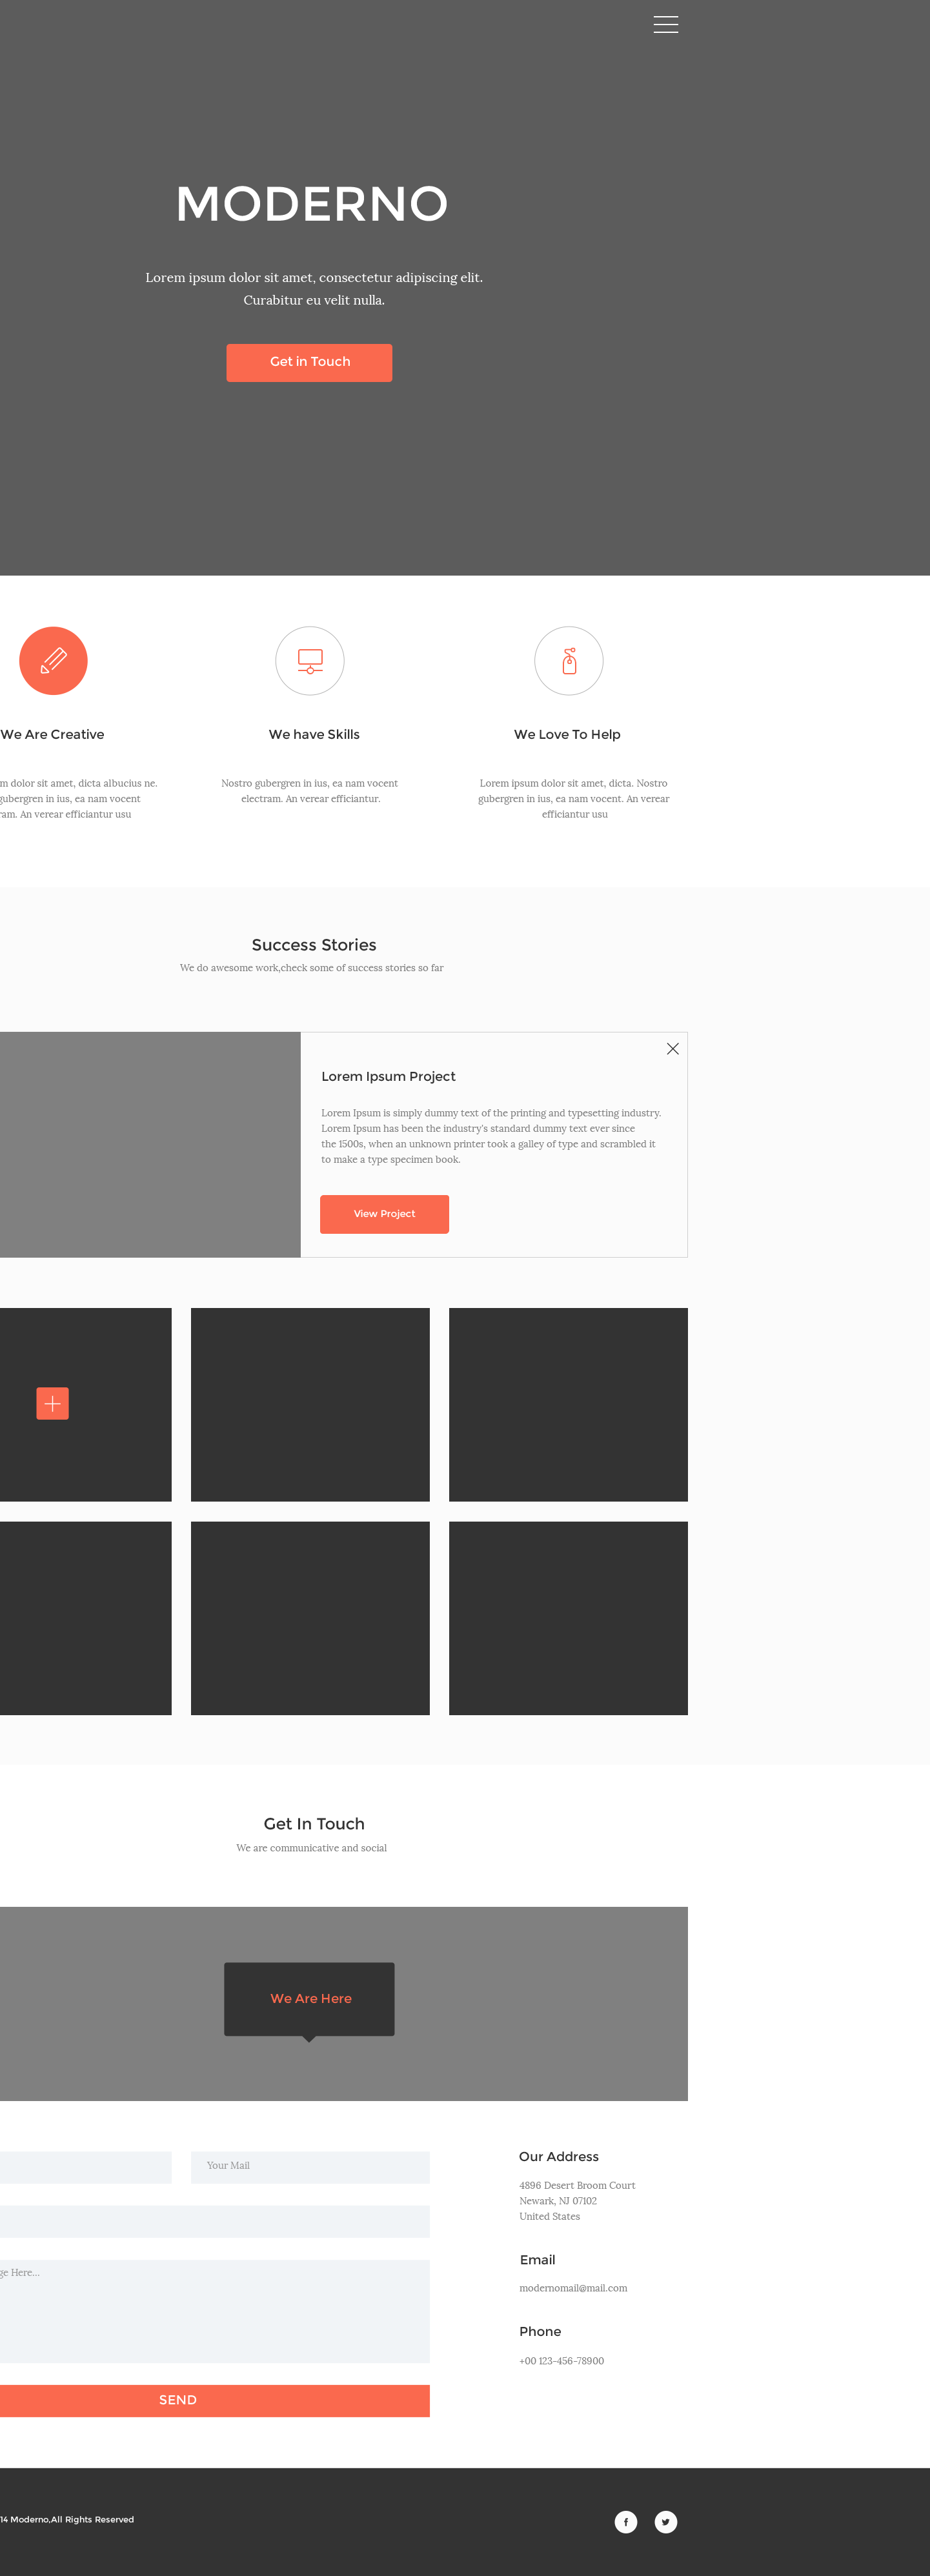 MODERNO
Lorem ipsum dolor sit amet, consectetur adipiscing elit.
Curabitur eu velit nulla.
Get in Touch
We Are Creative
dolor sit amet, dicta albucius ne.
gubergren in ius, ea nam vocent
An verear efficiantur usu
We have Skills
Nostro gubergren in ius, ea nam vocent
electram. An verear efficiantur.
We Love To Help
Lorem ipsum dolor sit amet, dicta. Nostro
gubergren in ius, ea nam vocent. An verear
efficiantur usu
Success Stories
We do awesome work,check some of success stories so far
Lorem Ipsum Project
Lorem Ipsum is simply dummy text of the printing and typesetting industry.
Lorem Ipsum has been the industry's standard dummy text ever since
the 1500s, when an unknown printer took a galley of type and scrambled it
to make a type specimen book.
View Project
Get In Touch
We are communicative and social
We Are Here
Your Mail
Here...
SEND
Our Address
4896 Desert Broom Court
Newark, NJ 07102
United States
Email
modernomail@mail.com
Phone
+00 123-456-78900
14 Moderno,All Rights Reserved